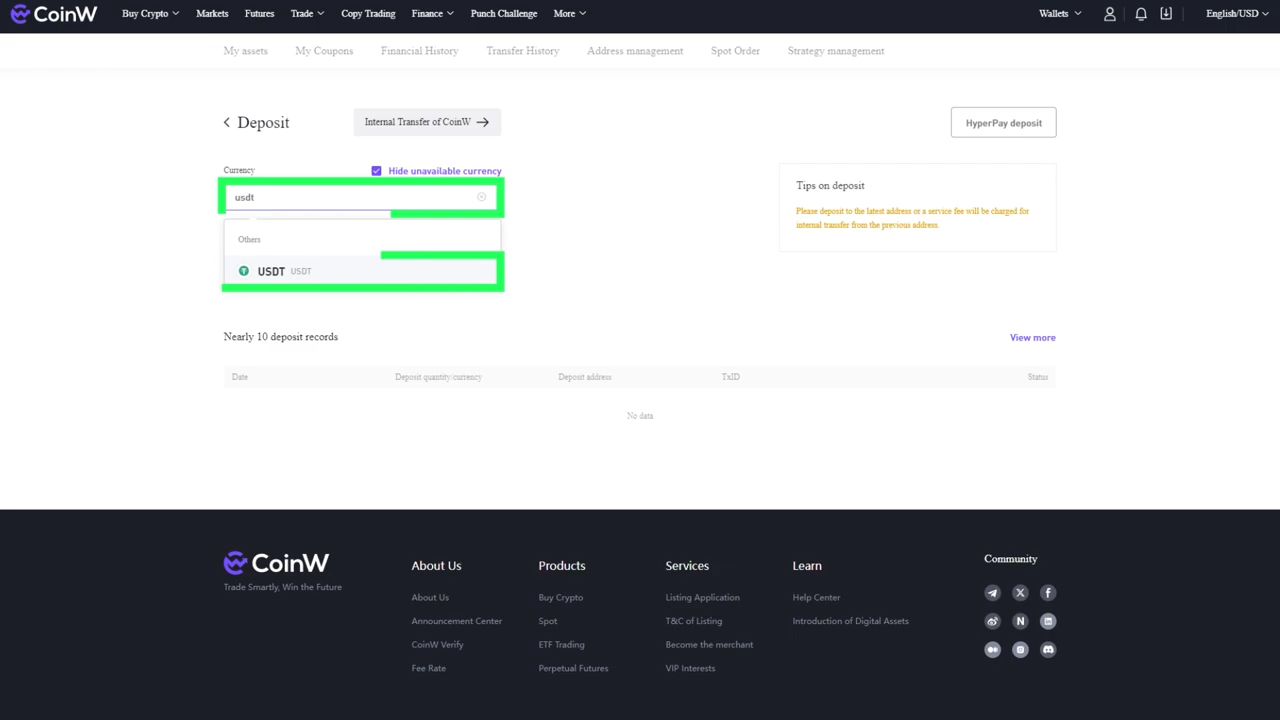 CoinW Buy Crypto Markets Futures Trade Copy Trading Finance Punch Challenge More Wallets English/USD
My assets My Coupons Financial History Transfer History Address management Spot Order Strategy management
Deposit Internal Transfer of CoinW HyperPay deposit
Currency Hide unavailable currency
usdt
Others
USDT USDT
Tips on deposit
Please deposit to the latest address or a service fee will be charged for
internal transfer from the previous address.
Nearly 10 deposit records View more
Date Deposit quantity/currency Deposit address TxID Status
No data
CoinW
Trade Smartly, Win the Future
About Us
About Us
Announcement Center
CoinW Verify
Fee Rate
Products
Buy Crypto
Spot
ETF Trading
Perpetual Futures
Services
Listing Application
T&C of Listing
Become the merchant
VIP Interests
Learn
Help Center
Introduction of Digital Assets
Community